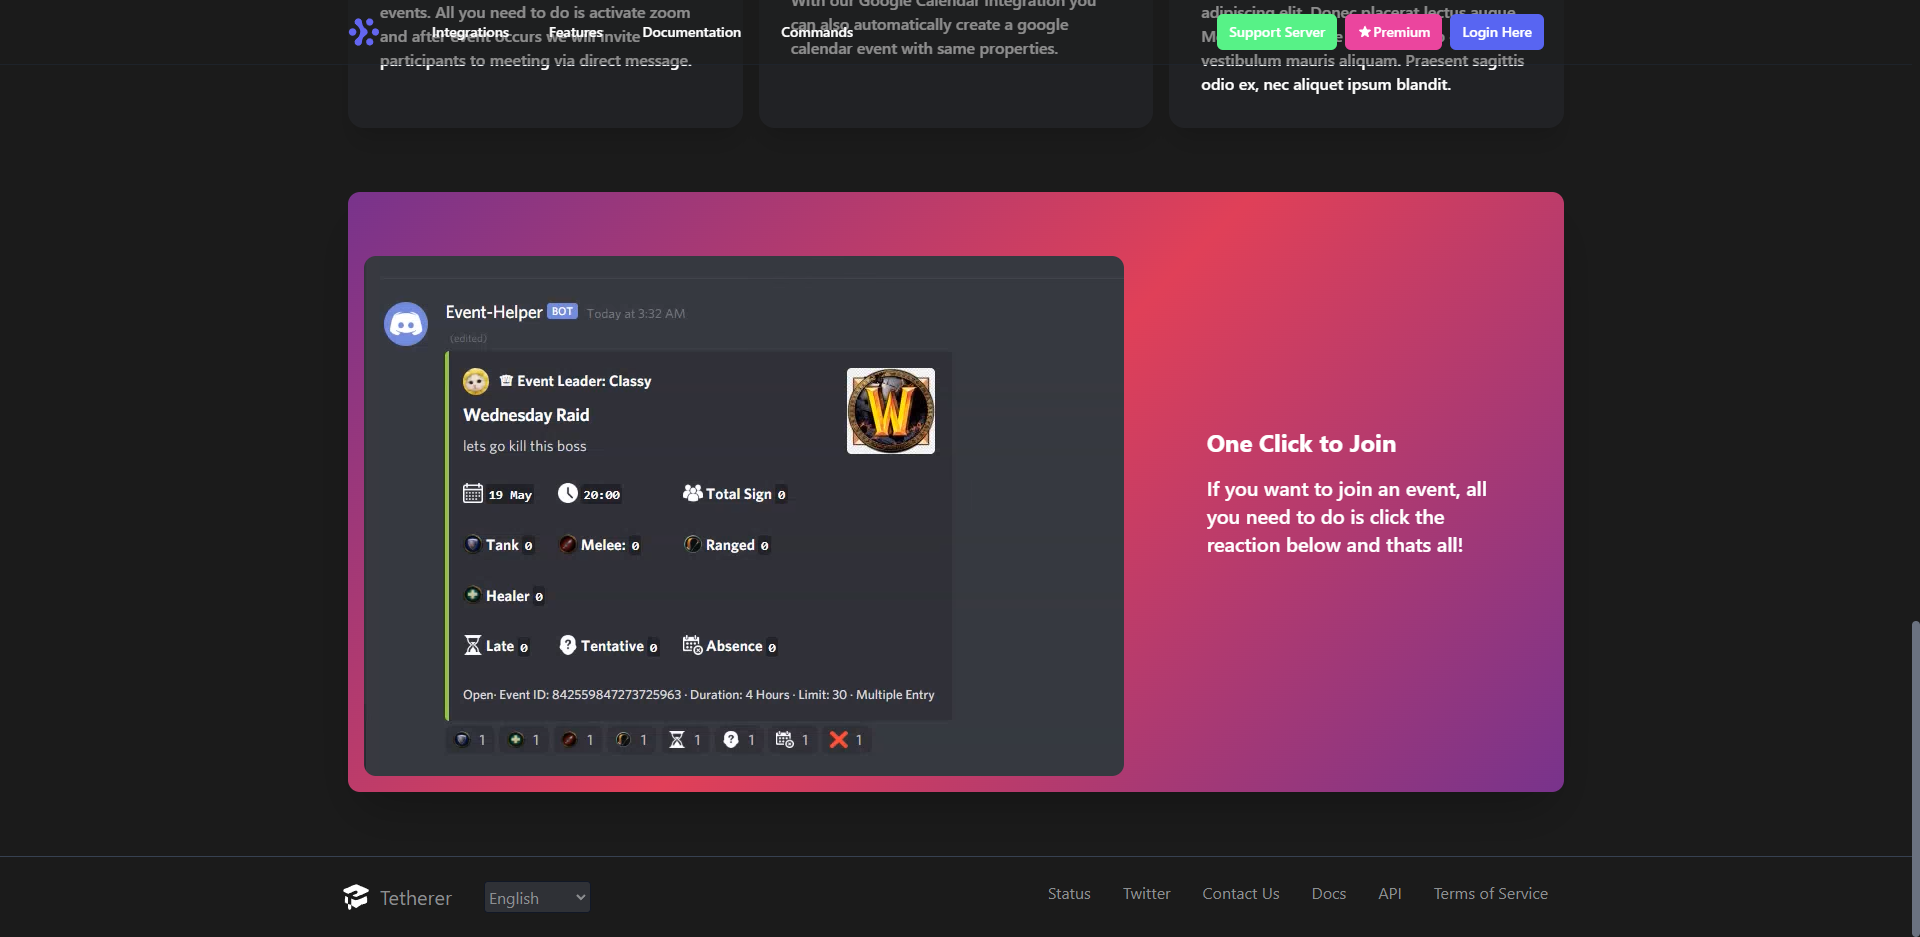 events. All you need to do is activate zoom
and after event occurs we will invite
participants to meeting via direct message.
With our Google Calendar integration you
can also automatically create a google
calendar event with same properties.
adipiscing elit. Donec placerat lectus augue.
vestibulum mauris aliquam. Praesent sagittis
odio ex, nec aliquet ipsum blandit.
Integrations Features Documentation Commands Support Server Premium Login Here
Event-Helper BOT Today at 3:32 AM
(edited)
Event Leader: Classy
Wednesday Raid
lets go kill this boss
W
19 May 20:00 Total Sign 0
Tank 0 Melee: 0 Ranged 0
Healer 0
Late 0 Tentative 0 Absence 0
Open· Event ID: 842559847273725963 · Duration: 4 Hours · Limit: 30 · Multiple Entry
1 1 1 1 1 1 1 1
One Click to Join
If you want to join an event, all
you need to do is click the
reaction below and thats all!
Tetherer English Status Twitter Contact Us Docs API Terms of Service